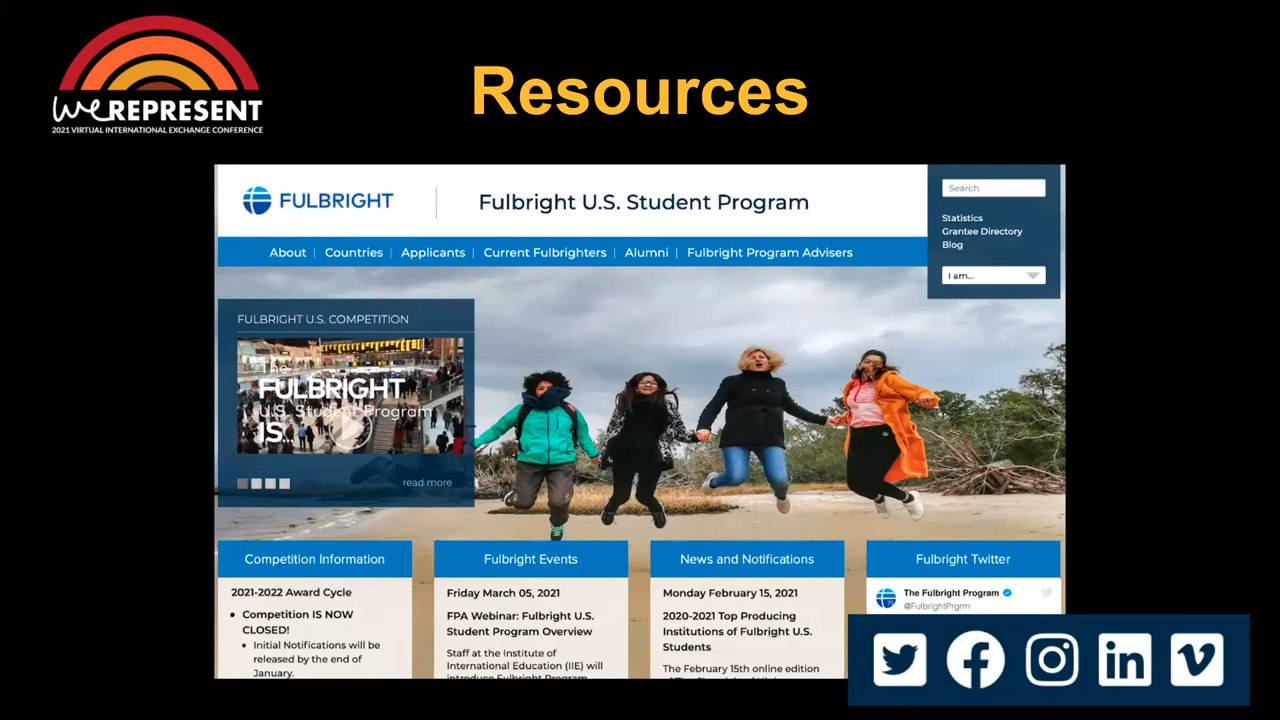 we REPRESENT
2021 VIRTUAL INTERNATIONAL EXCHANGE CONFERENCE
Resources
FULBRIGHT
Fulbright U.S. Student Program
Search
Statistics
Grantee Directory
Blog
I am...
About | Countries | Applicants | Current Fulbrighters | Alumni | Fulbright Program Advisers
FULBRIGHT U.S. COMPETITION
The
FULBRIGHT
U.S. Student Program
IS...
read more
Competition Information
2021-2022 Award Cycle
• Competition IS NOW
CLOSED!
• Initial Notifications will be
released by the end of
January.
Fulbright Events
Friday March 05, 2021
FPA Webinar: Fulbright U.S.
Student Program Overview
Staff at the Institute of
International Education (IIE) will
introduce Fulbright Program
News and Notifications
Monday February 15, 2021
2020-2021 Top Producing
Institutions of Fulbright U.S.
Students
The February 15th online edition
Fulbright Twitter
The Fulbright Program
@FulbrightPrgrm
in